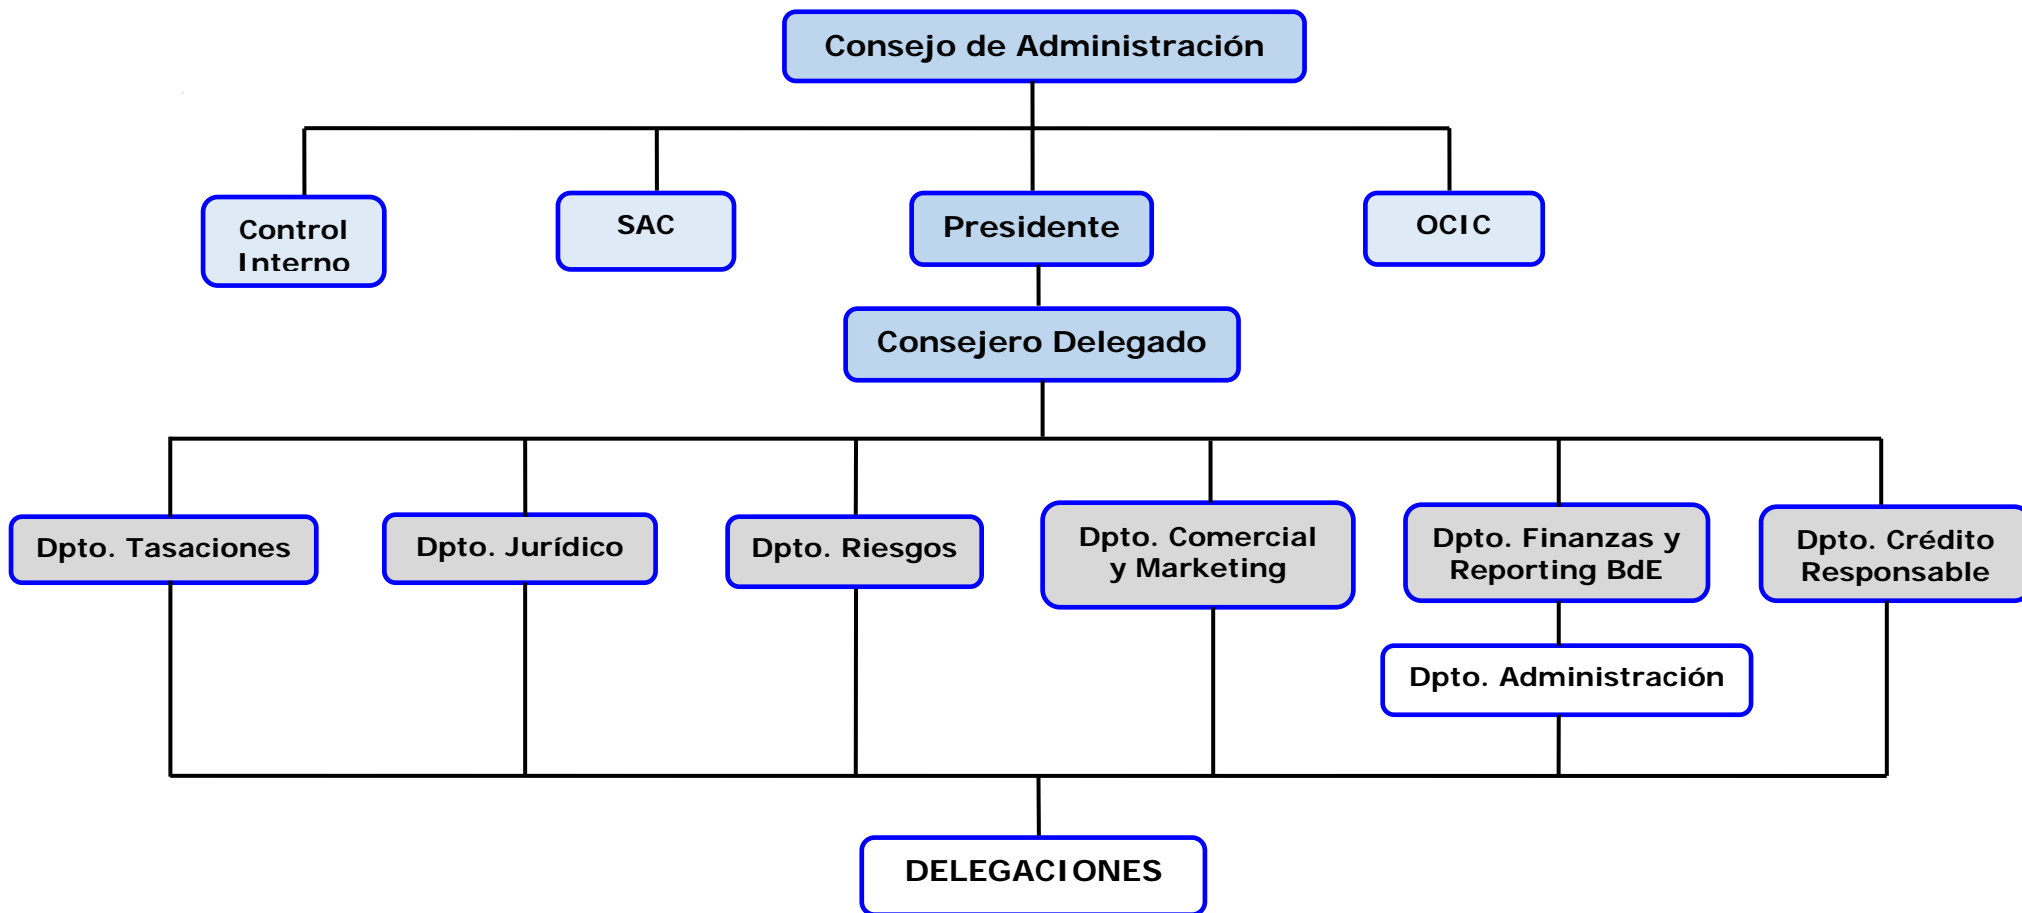 Consejo de Administración
Control
Interno
SAC
Presidente
OCIC
Consejero Delegado
Dpto. Tasaciones
Dpto. Jurídico
Dpto. Riesgos
Dpto. Comercial
y Marketing
Dpto. Finanzas y
Reporting BdE
Dpto. Crédito
Responsable
Dpto. Administración
DELEGACIONES